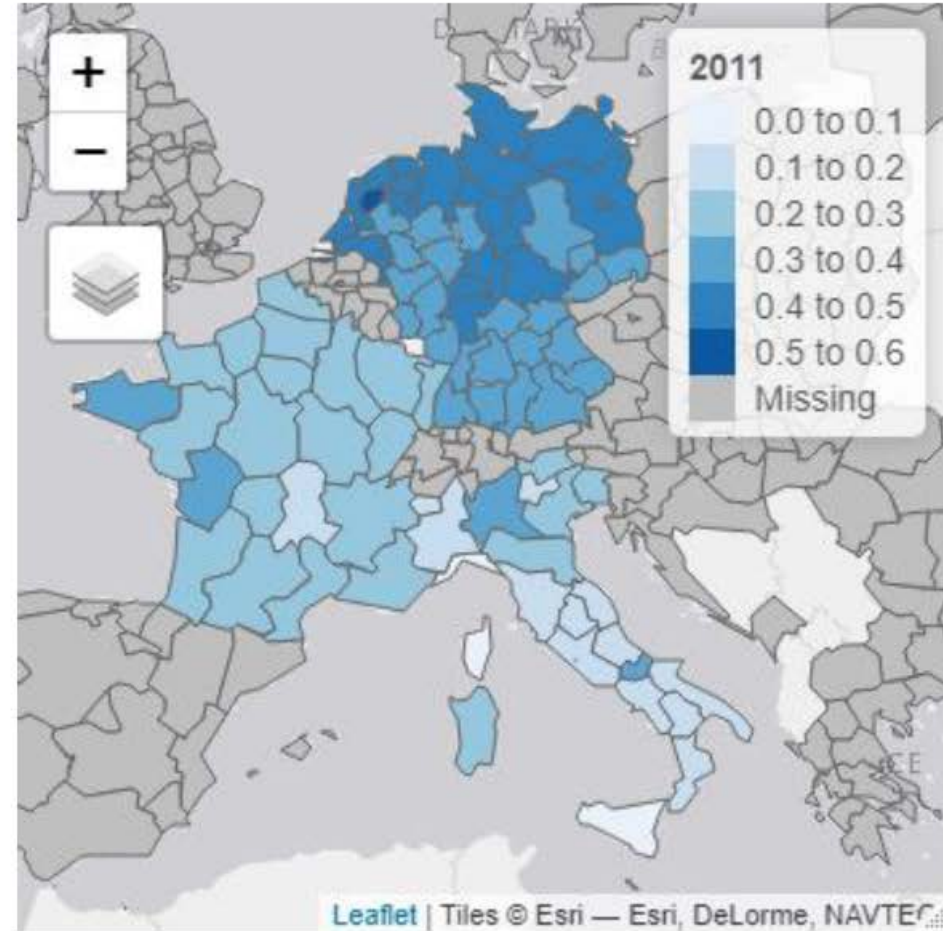 +
−
2011
0.0 to 0.1
0.1 to 0.2
0.2 to 0.3
0.3 to 0.4
0.4 to 0.5
0.5 to 0.6
Missing
Leaflet | Tiles © Esri — Esri, DeLorme, NAVTEC